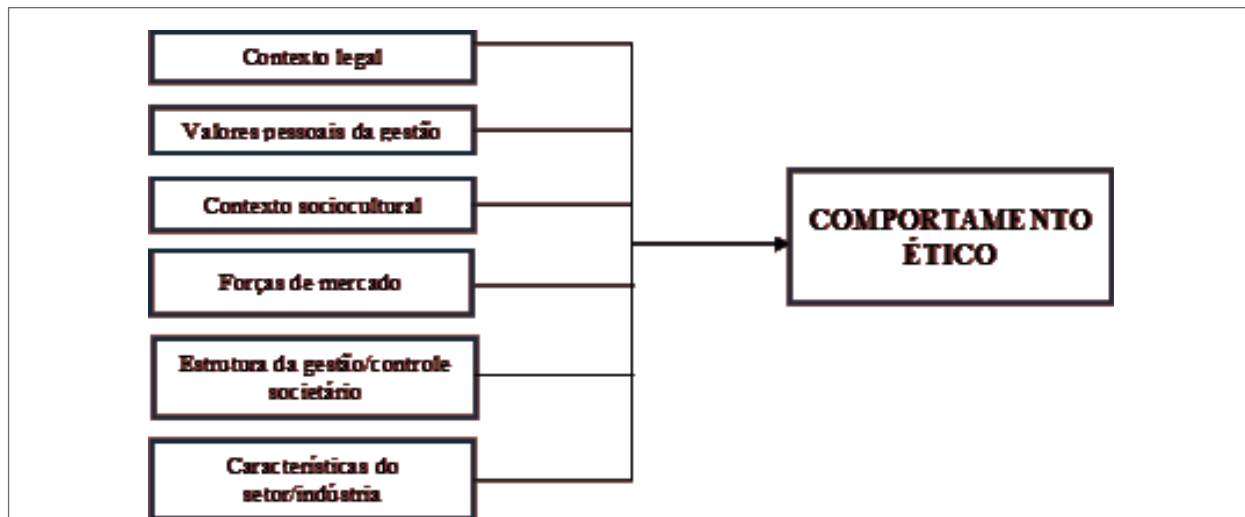 Contexto legal
Valores pessoais da gestão
Contexto sociocultural
Forças de mercado
Estrutura da gestão/controle
societário
Características do
setor/indústria
COMPORTAMENTO
ÉTICO